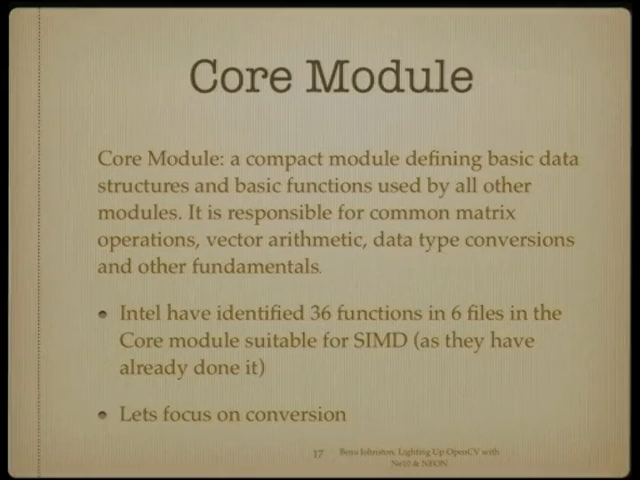 Core Module
Core Module: a compact module defining basic data
structures and basic functions used by all other
modules. It is responsible for common matrix
operations, vector arithmetic, data type conversions
and other fundamentals.
Intel have identified 36 functions in 6 files in the
Core module suitable for SIMD (as they have
already done it)
Lets focus on conversion
17
Beau Johnston, Lighting Up OpenCV with
Ne10 & NEON